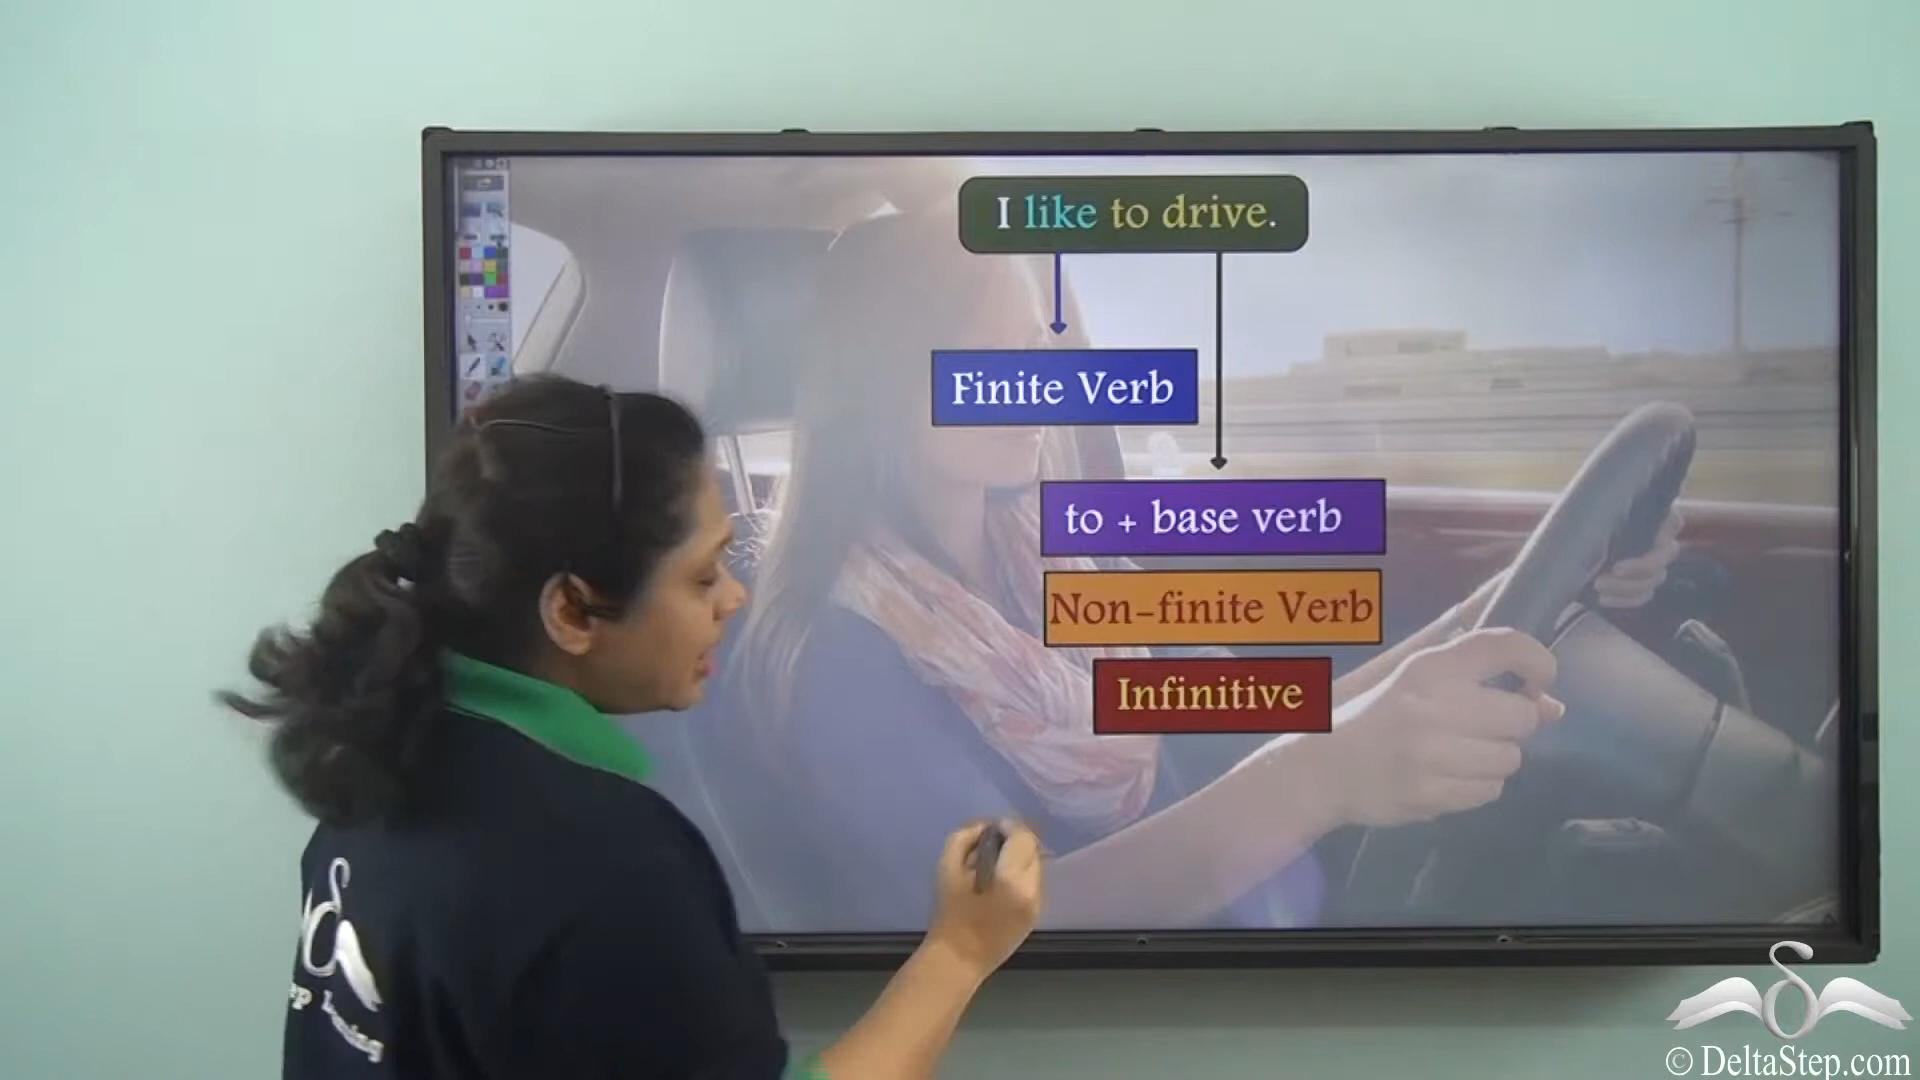 I like to drive.
Finite Verb
to + base verb
Non-finite Verb
Infinitive
© DeltaStep.com